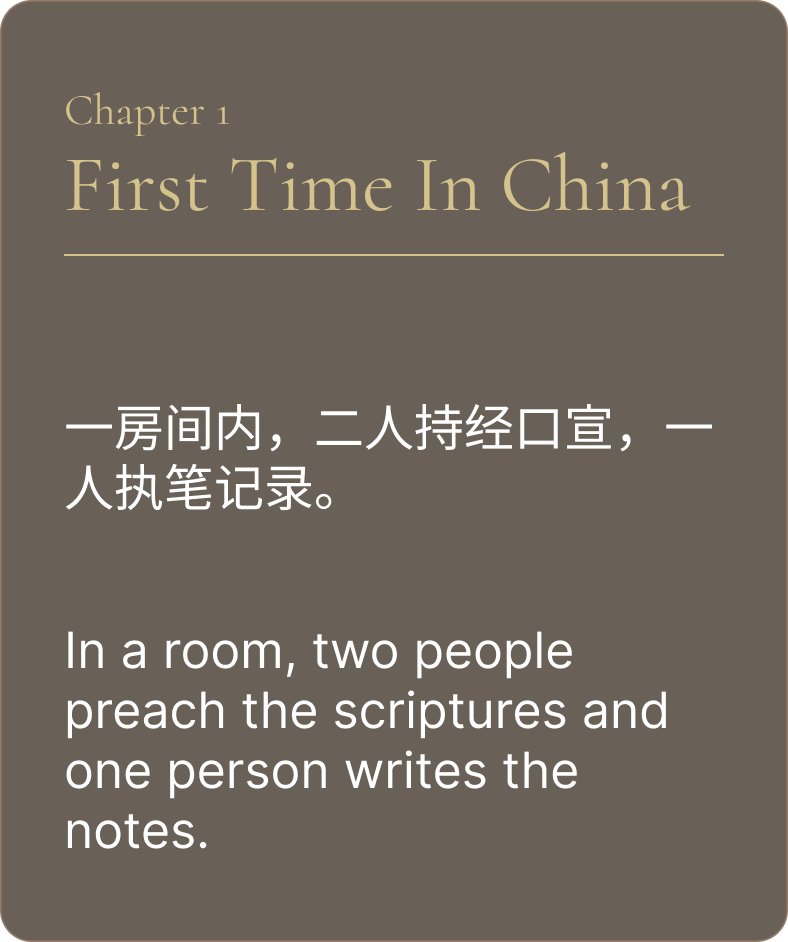 Chapter 1
First Time In China
一房间内，二人持经口宣，一
人执笔记录。
In a room, two people
preach the scriptures and
one person writes the
notes.